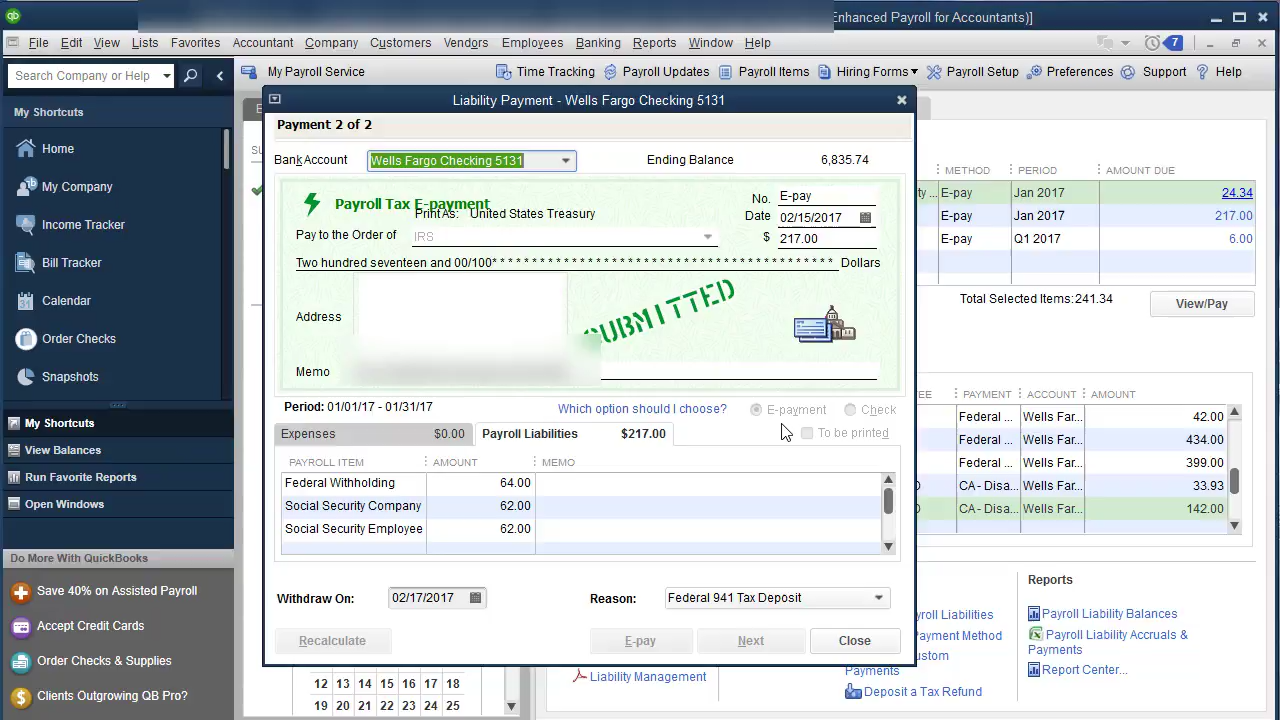 Enhanced Payroll for Accountants)]
File Edit View Lists Favorites Accountant Company Customers Vendors Employees Banking Reports Window Help
7
Search Company or Help
My Payroll Service Time Tracking Payroll Updates Payroll Items Hiring Forms Payroll Setup Preferences Support Help
My Shortcuts
Home
My Company
Income Tracker
Bill Tracker
Calendar
Order Checks
Snapshots
My Shortcuts
View Balances
Run Favorite Reports
Open Windows
Do More With QuickBooks
Save 40% on Assisted Payroll
Accept Credit Cards
Order Checks & Supplies
Clients Outgrowing QB Pro?
Liability Payment - Wells Fargo Checking 5131
Payment 2 of 2
Bank Account Wells Fargo Checking 5131 Ending Balance 6,835.74
Payroll Tax E-payment
No. E-pay
Print As: United States Treasury
Date 02/15/2017
Pay to the Order of IRS $ 217.00
Two hundred seventeen and 00/100* * * * * * * * * * * * * * * * * * * * * * * * * * * * * * * * * * * * * * * * Dollars
Address
SUBMITTED
Memo
Period: 01/01/17 - 01/31/17 Which option should I choose? E-payment Check
Expenses $0.00 Payroll Liabilities $217.00 To be printed
PAYROLL ITEM AMOUNT MEMO
Federal Withholding 64.00
Social Security Company 62.00
Social Security Employee 62.00
Withdraw On: 02/17/2017 Reason: Federal 941 Tax Deposit
Recalculate E-pay Next Close
METHOD PERIOD AMOUNT DUE
E-pay Jan 2017 24.34
E-pay Jan 2017 217.00
E-pay Q1 2017 6.00
Total Selected Items: 241.34 View/Pay
PAYMENT ACCOUNT AMOUNT
Federal ... Wells Far... 42.00
Federal ... Wells Far... 434.00
Federal ... Wells Far... 399.00
CA - Disa... Wells Far... 33.93
CA - Disa... Wells Far... 142.00
Payments
Deposit a Tax Refund
Reports
Payroll Liability Balances
Payroll Liability Accruals & Payments
Report Center...
Liability Management
12 13 14 15 16 17 18
19 20 21 22 23 24 25